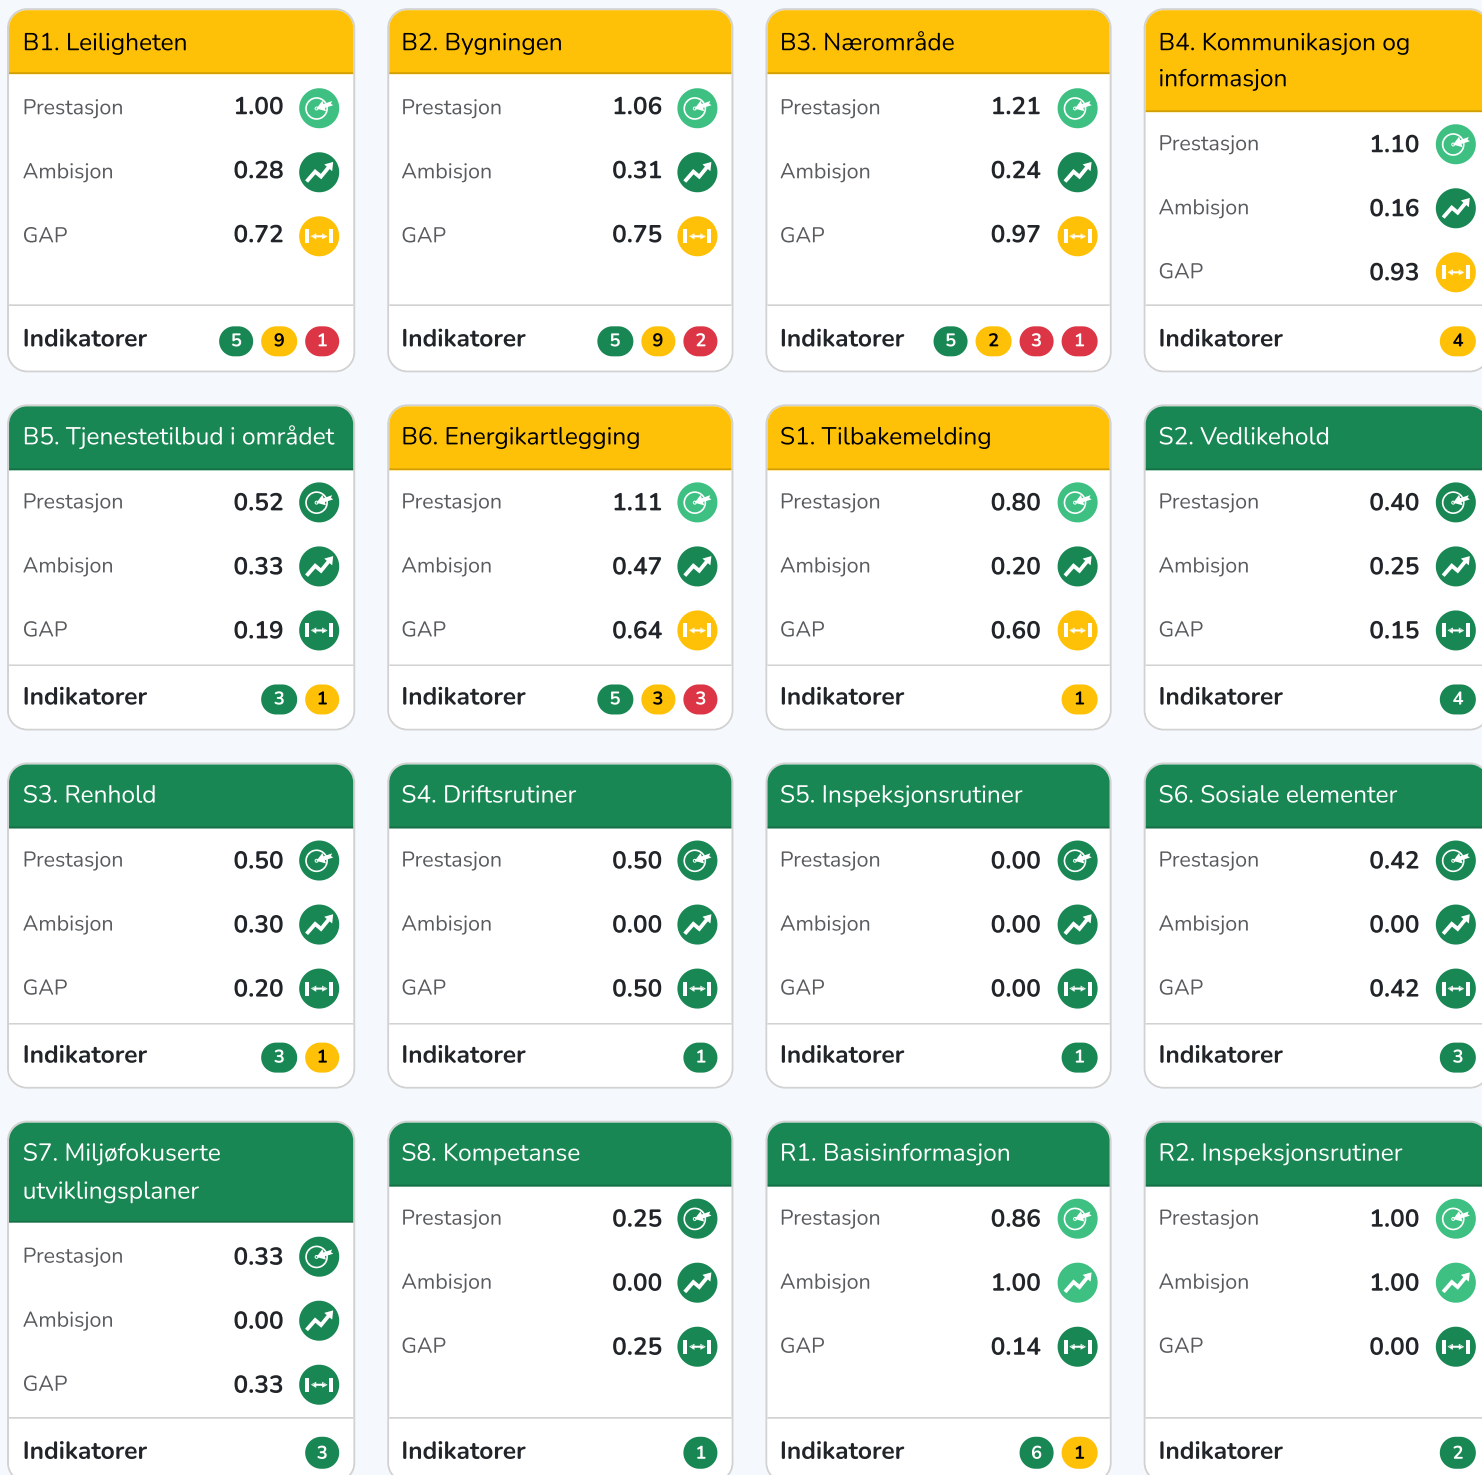 B1. Leiligheten
Prestasjon 1.00
Ambisjon 0.28
GAP 0.72
Indikatorer 5 9 1
B2. Bygningen
Prestasjon 1.06
Ambisjon 0.31
GAP 0.75
Indikatorer 5 9 2
B3. Nærområde
Prestasjon 1.21
Ambisjon 0.24
GAP 0.97
Indikatorer 5 2 3 1
B4. Kommunikasjon og
informasjon
Prestasjon 1.10
Ambisjon 0.16
GAP 0.93
Indikatorer 4
B5. Tjenestetilbud i området
Prestasjon 0.52
Ambisjon 0.33
GAP 0.19
Indikatorer 3 1
B6. Energikartlegging
Prestasjon 1.11
Ambisjon 0.47
GAP 0.64
Indikatorer 5 3 3
S1. Tilbakemelding
Prestasjon 0.80
Ambisjon 0.20
GAP 0.60
Indikatorer 1
S2. Vedlikehold
Prestasjon 0.40
Ambisjon 0.25
GAP 0.15
Indikatorer 4
S3. Renhold
Prestasjon 0.50
Ambisjon 0.30
GAP 0.20
Indikatorer 3 1
S4. Driftsrutiner
Prestasjon 0.50
Ambisjon 0.00
GAP 0.50
Indikatorer 1
S5. Inspeksjonsrutiner
Prestasjon 0.00
Ambisjon 0.00
GAP 0.00
Indikatorer 1
S6. Sosiale elementer
Prestasjon 0.42
Ambisjon 0.00
GAP 0.42
Indikatorer 3
S7. Miljøfokuserte
utviklingsplaner
Prestasjon 0.33
Ambisjon 0.00
GAP 0.33
Indikatorer 3
S8. Kompetanse
Prestasjon 0.25
Ambisjon 0.00
GAP 0.25
Indikatorer 1
R1. Basisinformasjon
Prestasjon 0.86
Ambisjon 1.00
GAP 0.14
Indikatorer 6 1
R2. Inspeksjonsrutiner
Prestasjon 1.00
Ambisjon 1.00
GAP 0.00
Indikatorer 2